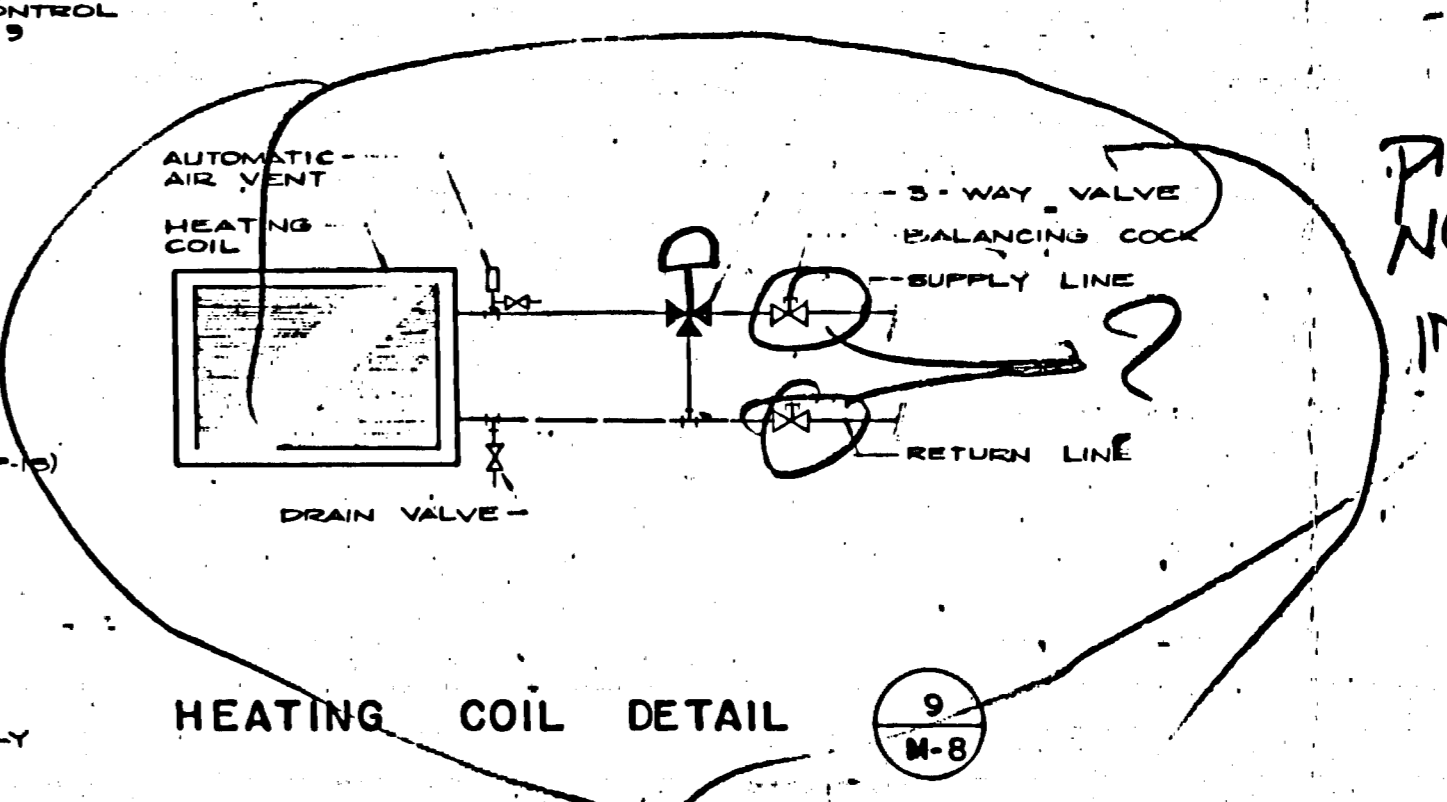 9
AUTOMATIC
AIR VENT
HEATING
COIL
3-WAY VALVE
BALANCING COCK
SUPPLY LINE
?
RETURN LINE
DRAIN VALVE
HEATING COIL DETAIL
9
M-8